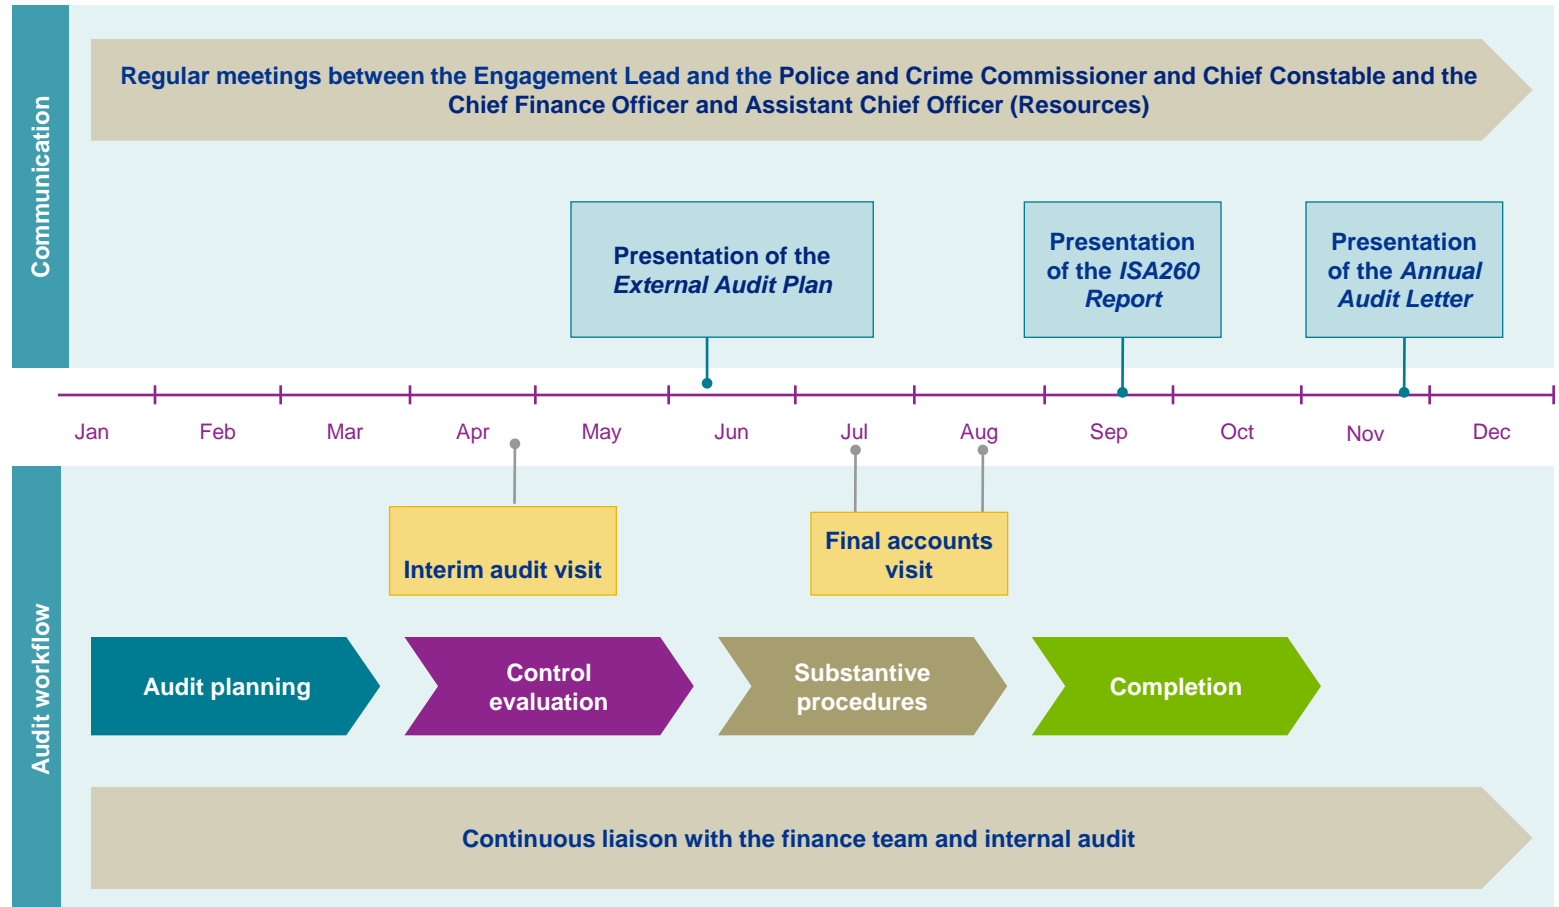 Communication
Regular meetings between the Engagement Lead and the Police and Crime Commissioner and Chief Constable and the
Chief Finance Officer and Assistant Chief Officer (Resources)
Presentation of the
External Audit Plan
Presentation
of the ISA260
Report
Presentation
of the Annual
Audit Letter
Jan Feb Mar Apr May Jun Jul Aug Sep Oct Nov Dec
Audit workflow
Interim audit visit
Final accounts
visit
Audit planning
Control
evaluation
Substantive
procedures
Completion
Continuous liaison with the finance team and internal audit